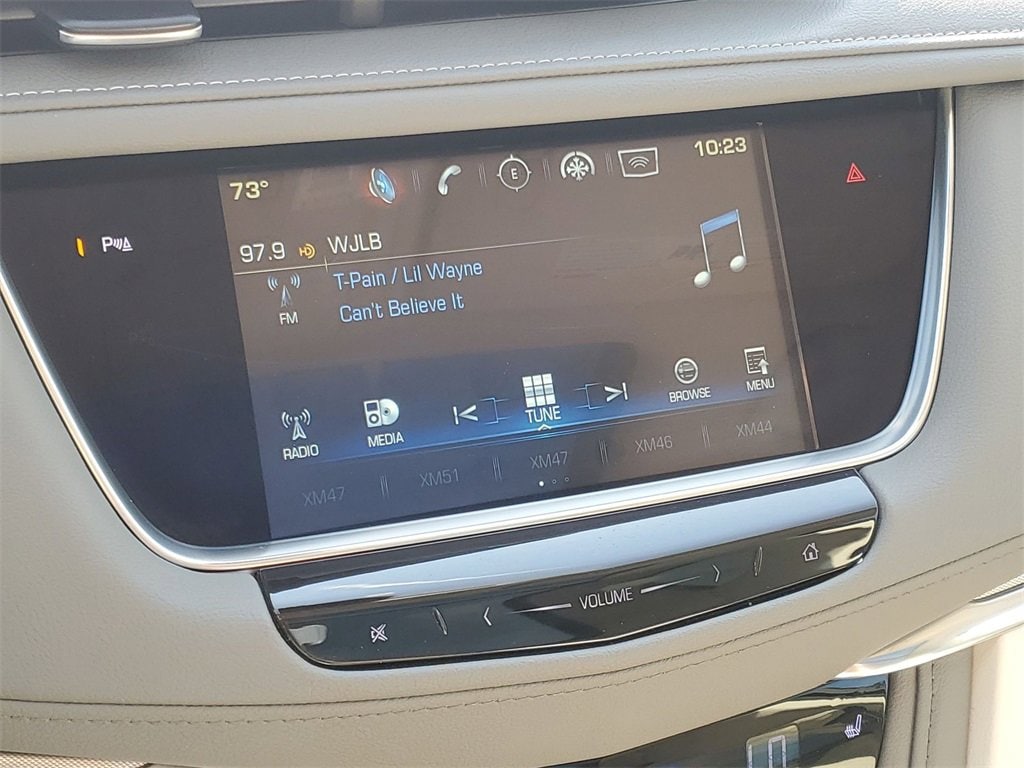 73° E 10:23
P
97.9 HD WJLB
T-Pain / Lil Wayne
FM
Can't Believe It
RADIO MEDIA TUNE BROWSE MENU
XM47 XM51 XM47 XM46 XM44
VOLUME